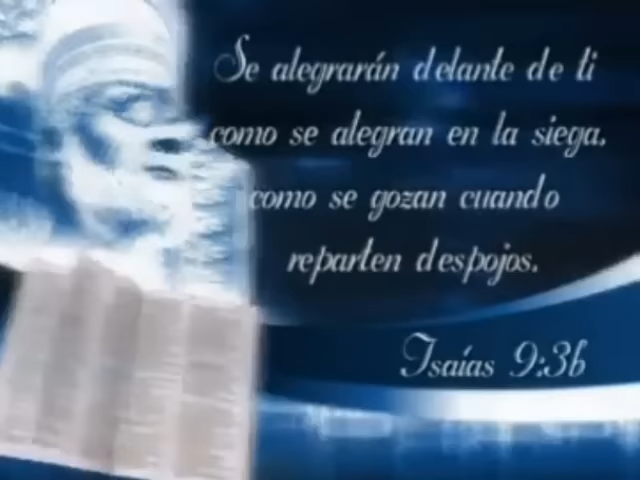 Se alegrarán delante de ti
como se alegran en la siega,
como se gozan cuando
reparten despojos.
Isaías 9:3b